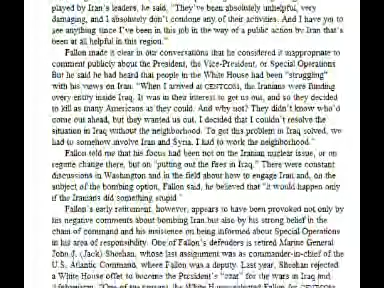 played by Iran's leaders, he said, "They've been absolutely unhelpful, very
damaging, and I absolutely don't condone any of their activities. And I have yet to
see anything since I've been in this job in the way of a public action by Iran that's
been at all helpful in this region."
Fallon made it clear in our conversations that he considered it inappropriate to
comment publicly about the President, the Vice-President, or Special Operations
But he said he had heard that people in the White House had been "struggling"
with his views on Iran. "When I arrived at CENTCOM, the Iranians were funding
every entity inside Iraq. It was in their interest to get us out, and so they decided
to kill as many Americans as they could. And why not? They didn't know who'd
come out ahead, but they wanted us out. I decided that I couldn't resolve the
situation in Iraq without the neighborhood. To get this problem in Iraq solved, we
had to somehow involve Iran and Syria. I had to work the neighborhood."
Fallon told me that his focus had been not on the Iranian nuclear issue, or on
regime change there, but on "putting out the fires in Iraq." There were constant
discussions in Washington and in the field about how to engage Iran and, on the
subject of the bombing option, Fallon said, he believed that "it would happen only
if the Iranians did something stupid."
Fallon's early retirement, however, appears to have been provoked not only by
his negative comments about bombing Iran but also by his strong belief in the
chain of command and his insistence on being informed about Special Operations
in his area of responsibility. One of Fallon's defenders is retired Marine General
John J. (Jack) Sheehan, whose last assignment was as commander-in-chief of the
U.S. Atlantic Command, where Fallon was a deputy. Last year, Sheehan rejected
a White House offer to become the President's "czar" for the wars in Iraq and